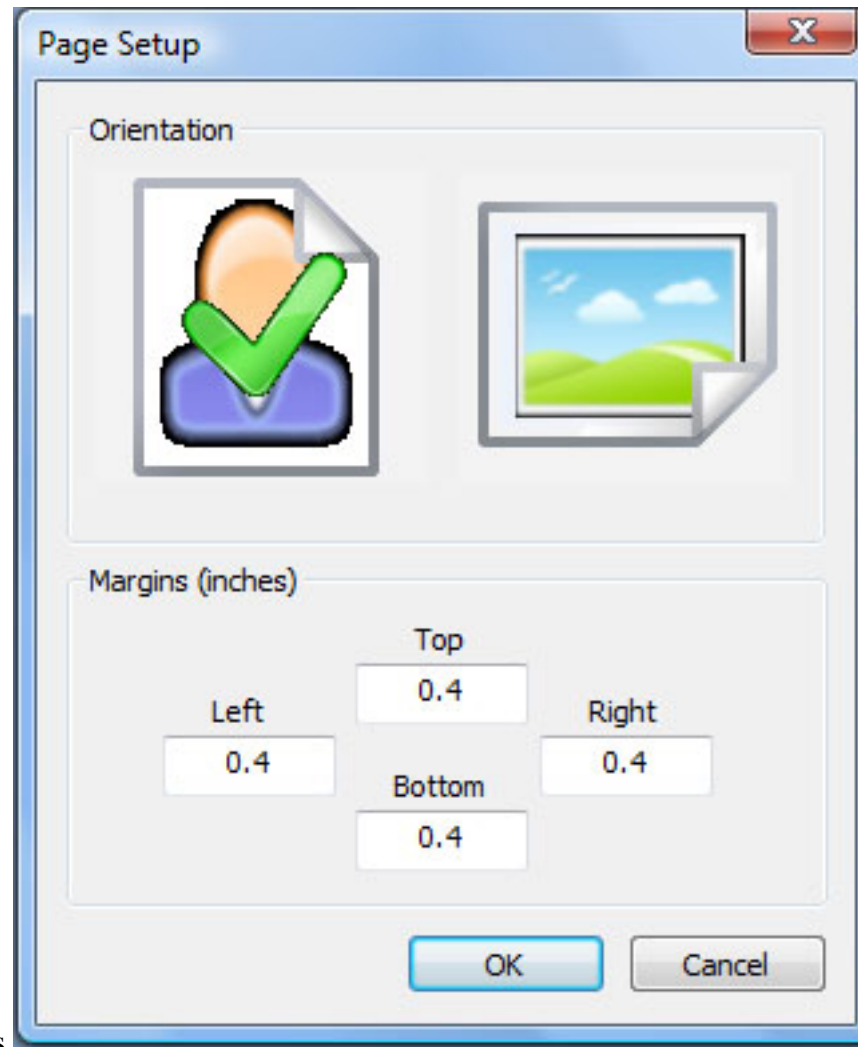 Page Setup
Orientation
Margins (inches)
Top
0.4
Left
Right
0.4
0.4
Bottom
0.4
OK
Cancel